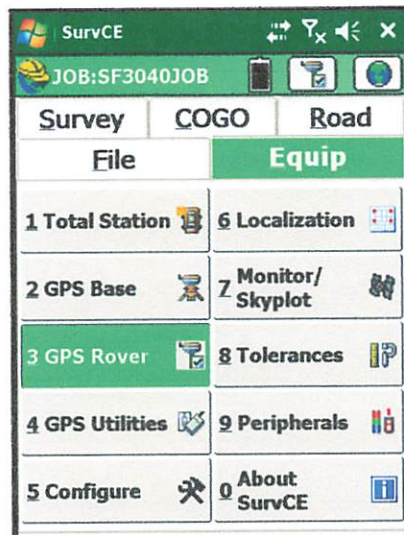 SurvCE
JOB:SF3040JOB
Survey COGO Road
File Equip
1 Total Station
6 Localization
2 GPS Base
7 Monitor/
Skyplot
3 GPS Rover
8 Tolerances
4 GPS Utilities
9 Peripherals
5 Configure
0 About
SurvCE